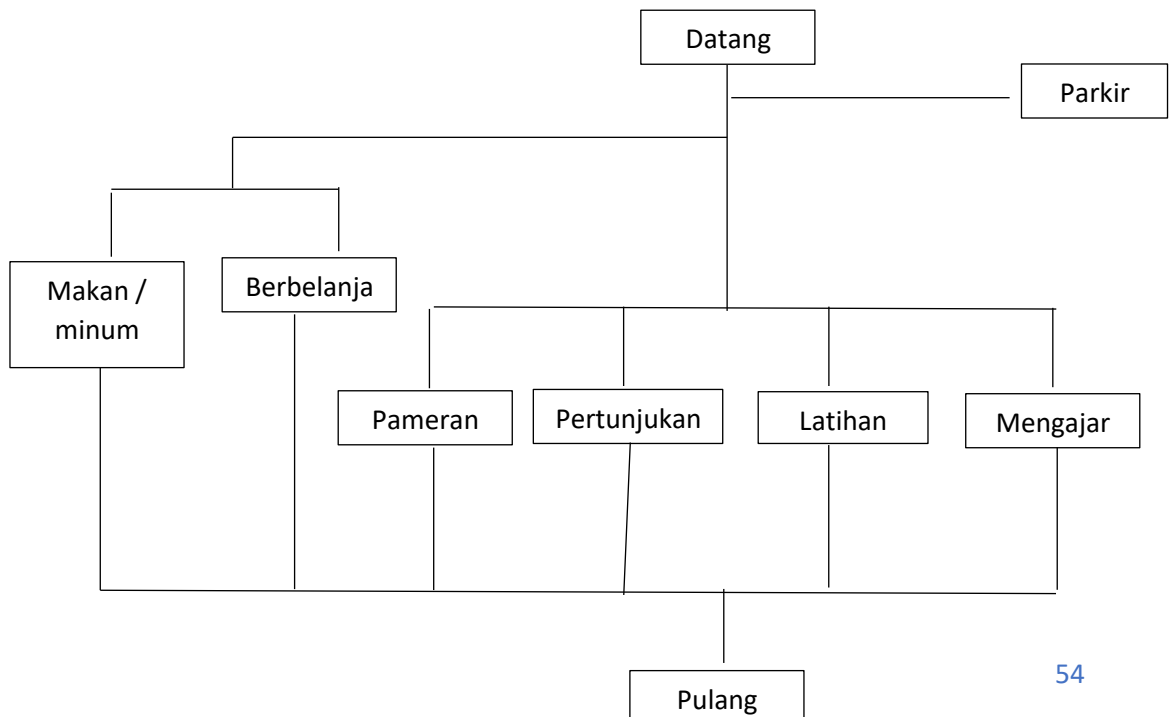 Datang
Parkir
Makan /
minum
Berbelanja
Pameran
Pertunjukan
Latihan
Mengajar
54
Pulang